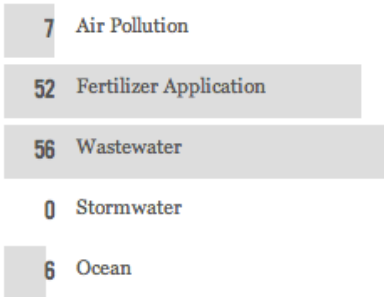 7 Air Pollution
52 Fertilizer Application
56 Wastewater
0 Stormwater
6 Ocean